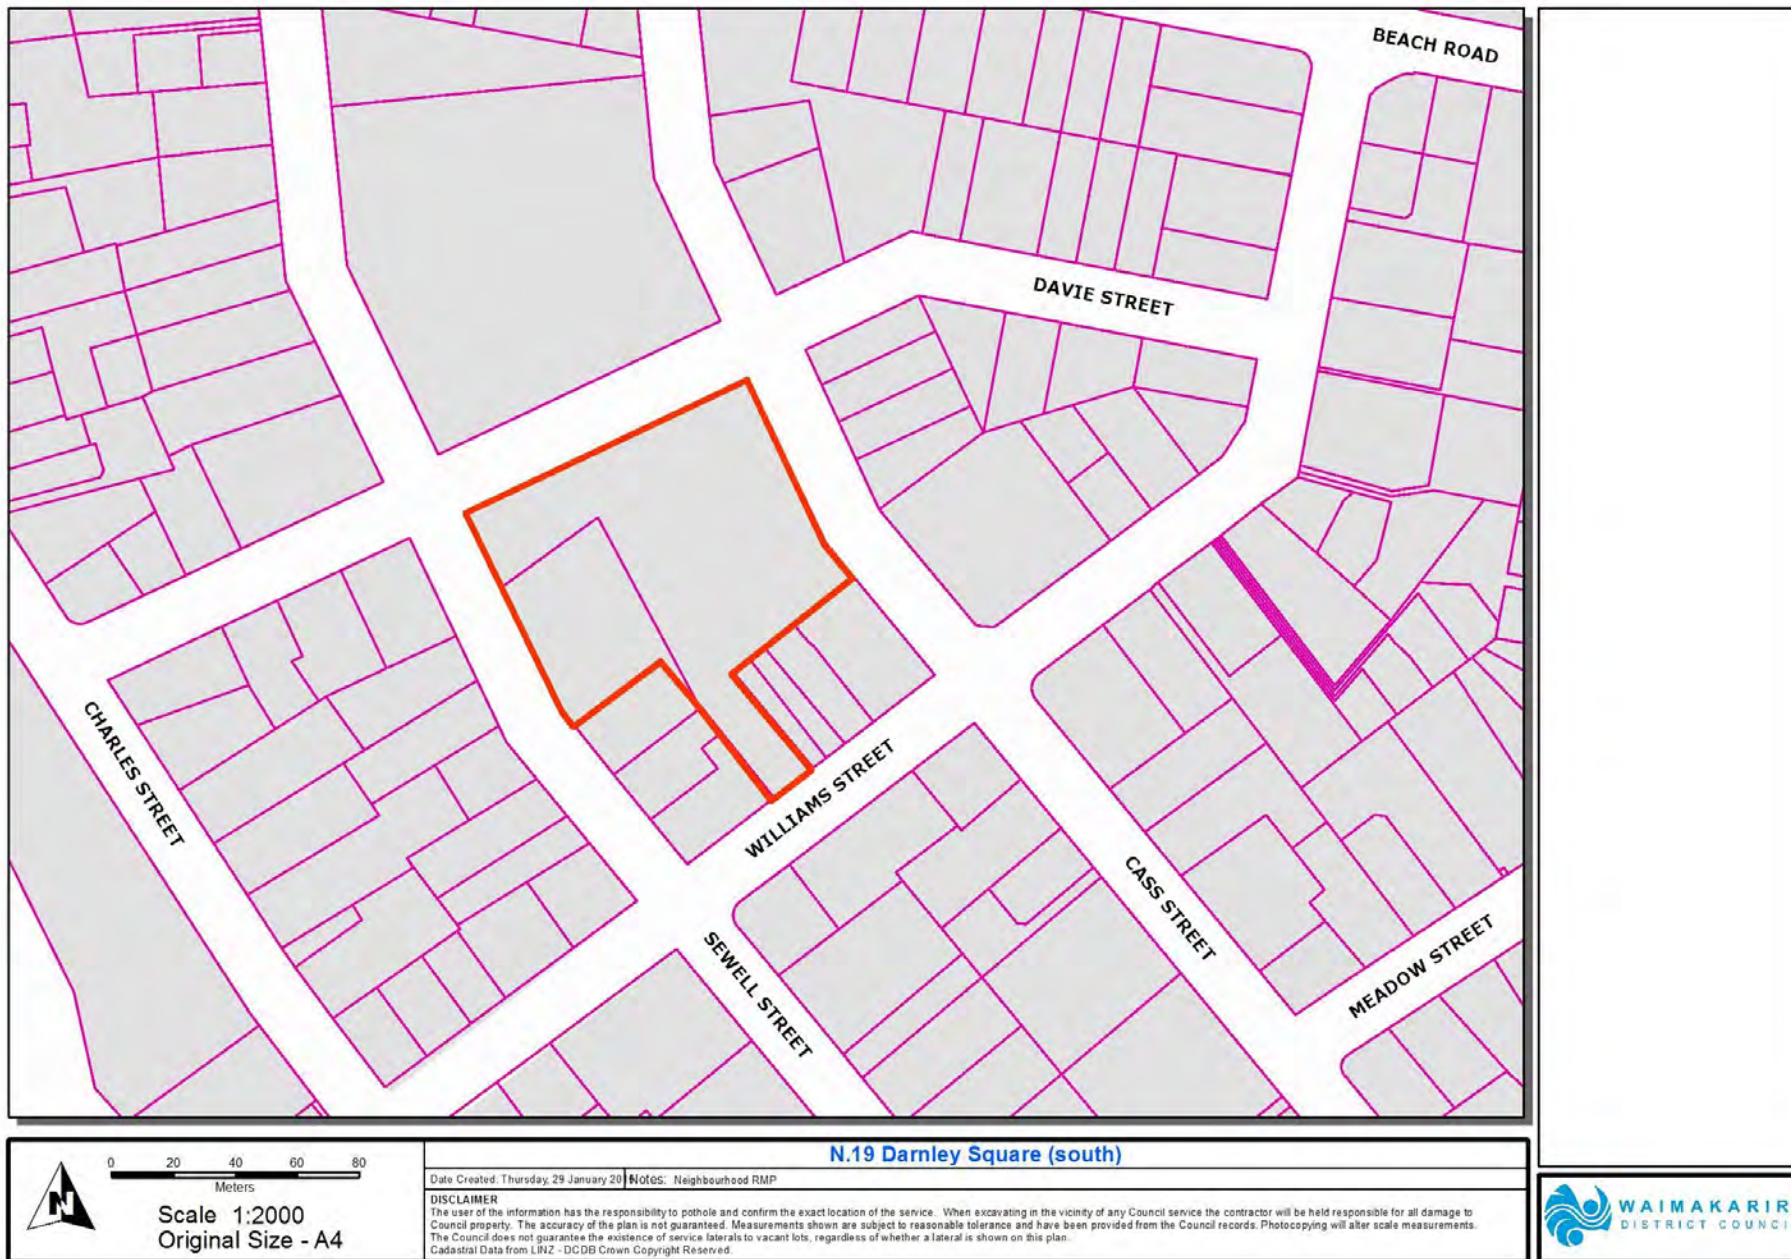 BEACH ROAD
DAVIE STREET
CHARLES STREET
WILLIAMS STREET
CASS STREET
SEWELL STREET
MEADOW STREET
N.19 Darnley Square (south)
0 20 40 60 80
Meters
Scale 1:2000
Original Size - A4
N
Date Created: Thursday, 29 January 201
Notes: Neighbourhood RMP
DISCLAIMER
The user of the information has the responsibility to pothole and confirm the exact location of the service. When excavating in the vicinity of any Council service the contractor will be held responsible for all damage to
Council property. The accuracy of the plan is not guaranteed. Measurements shown are subject to reasonable tolerance and have been provided from the Council records. Photocopying will alter scale measurements.
The Council does not guarantee the existence of service laterals to vacant lots, regardless of whether a lateral is shown on this plan.
Cadastral Data from LINZ - DCDB Crown Copyright Reserved.
WAIMAKARIR
DISTRICT COUNCI